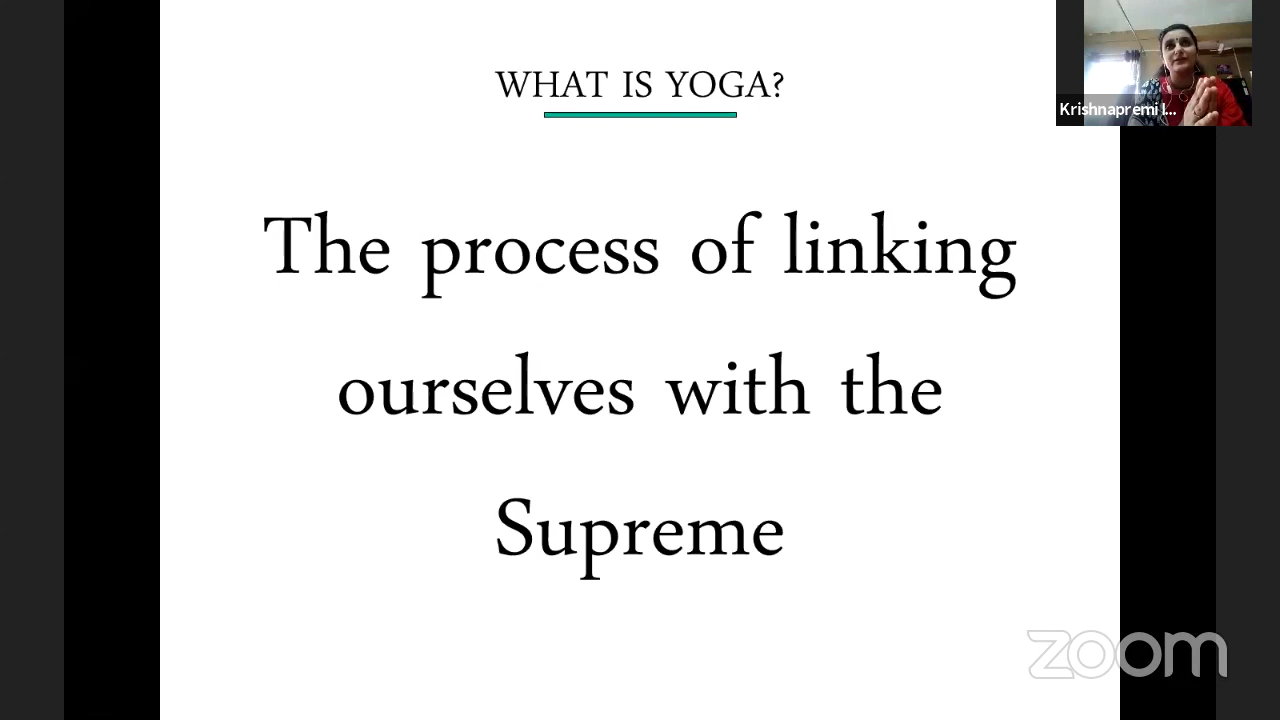 WHAT IS YOGA?
The process of linking
ourselves with the
Supreme
Krishnapremi I...
zoom